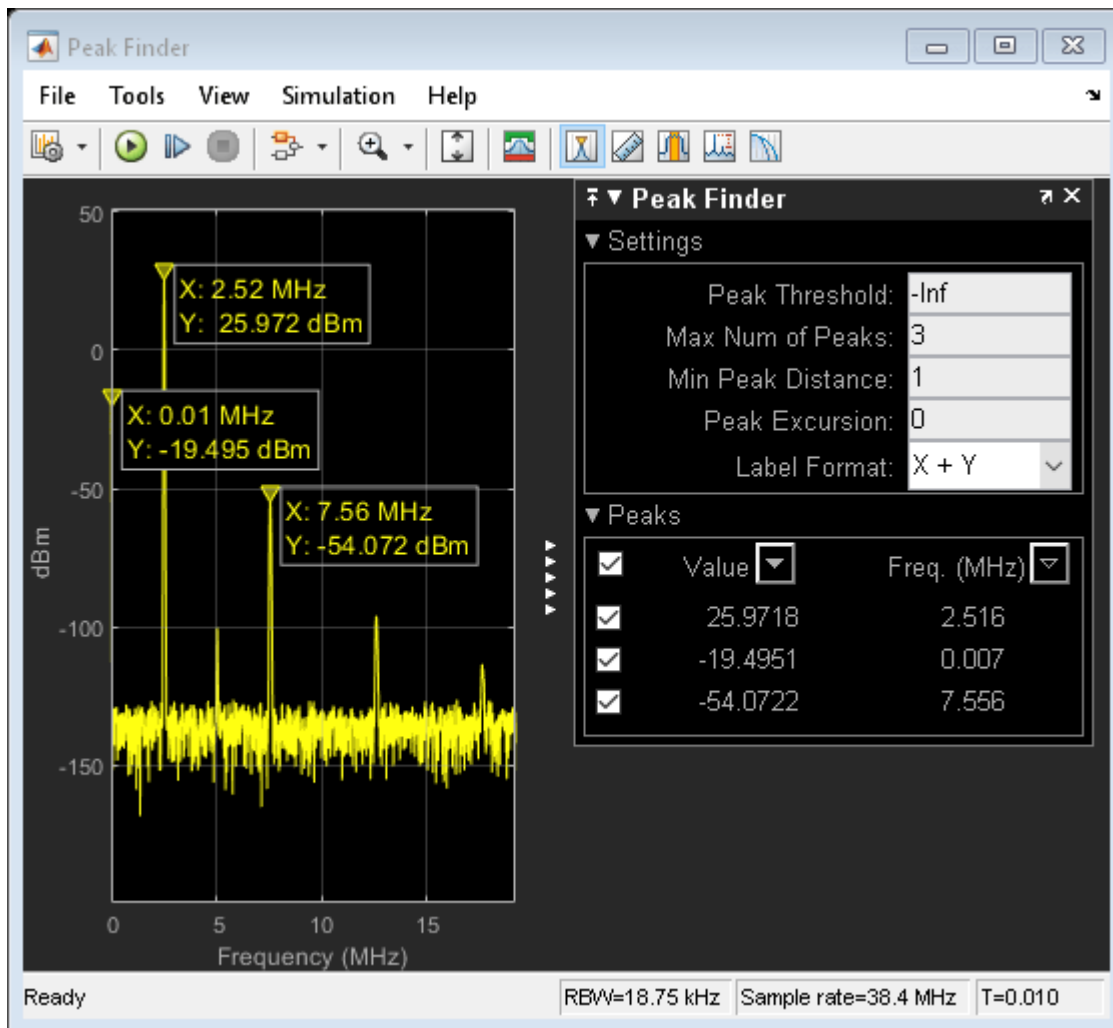 Peak Finder
File Tools View Simulation Help
50
0
-50
-100
-150
dBm
X: 2.52 MHz
Y: 25.972 dBm
X: 0.01 MHz
Y: -19.495 dBm
X: 7.56 MHz
Y: -54.072 dBm
0 5 10 15
Frequency (MHz)
Peak Finder
Settings
Peak Threshold: -Inf
Max Num of Peaks: 3
Min Peak Distance: 1
Peak Excursion: 0
Label Format: X + Y
Peaks
Value Freq. (MHz)
25.9718 2.516
-19.4951 0.007
-54.0722 7.556
Ready RBW=18.75 kHz Sample rate=38.4 MHz T=0.010